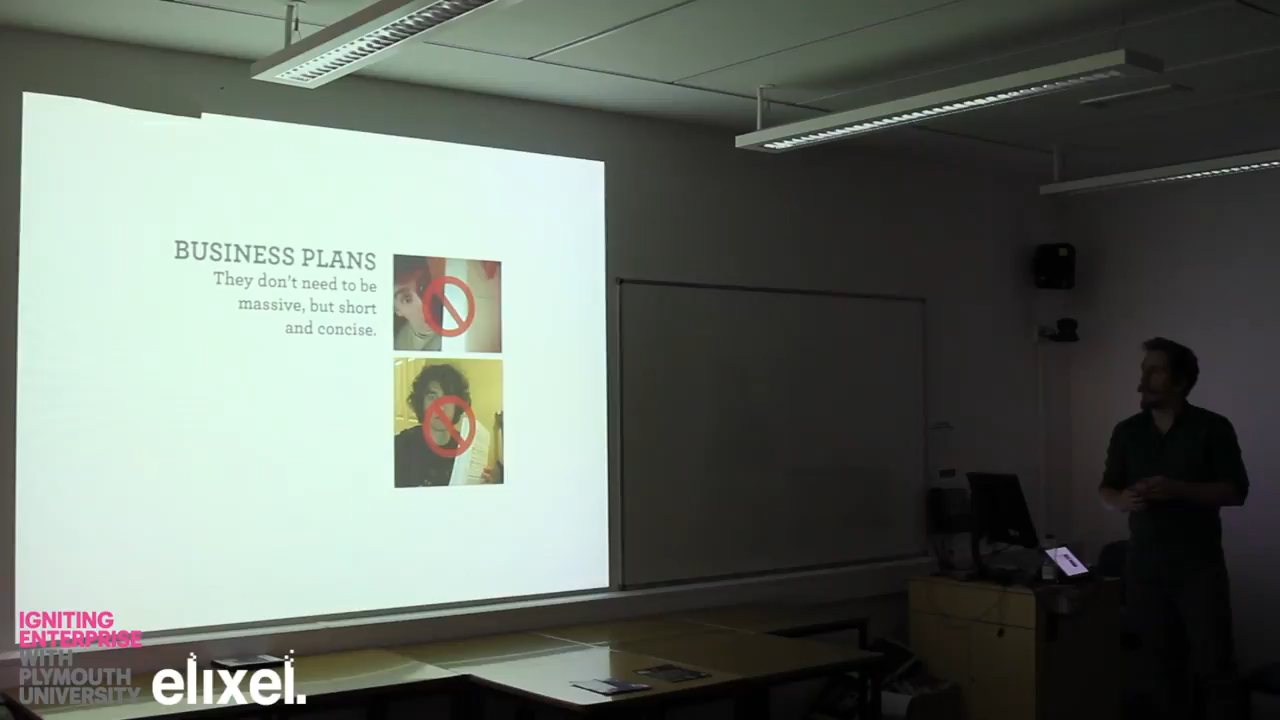 BUSINESS PLANS
They don't need to be
massive, but short
and concise.
IGNITING
ENTERPRISE
WITH
PLYMOUTH
UNIVERSITY
elixel.